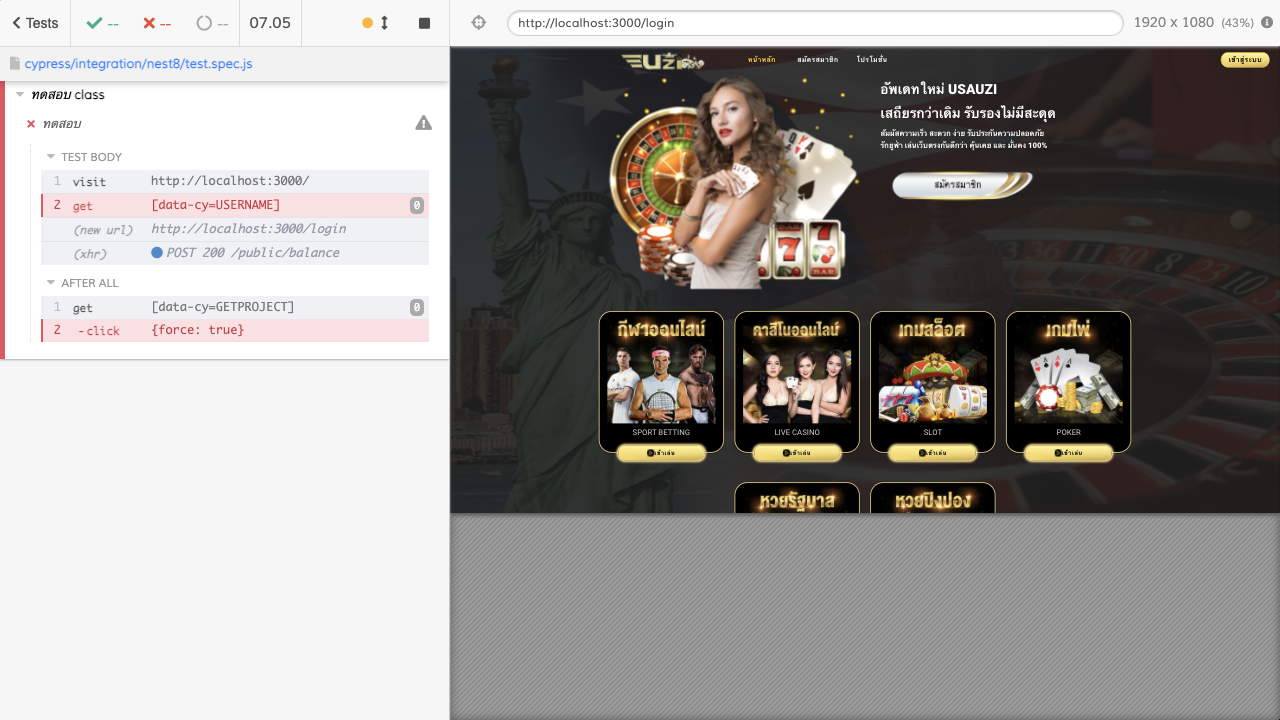 Tests
--
--
--
07.05
http://localhost:3000/login
1920 x 1080 (43%)
cypress/integration/nest8/test.spec.js
ทดสอบ class
ทดสอบ
TEST BODY
1 visit http://localhost:3000/
2 get [data-cy=USERNAME] 0
(new url) http://localhost:3000/login
(xhr) POST 200 /public/balance
AFTER ALL
1 get [data-cy=GETPROJECT] 0
2 -click {force: true}
UZI
หน้าหลัก สมัครสมาชิก โปรโมชั่น
เข้าสู่ระบบ
อัพเดทใหม่ USAUZI
เสถียรกว่าเดิม รับรองไม่มีสะดุด
สัมผัสความเร็ว สะดวก ง่าย รับประกันความปลอดภัย
รักยูฟ่า เล่นเว็บตรงกันดีกว่า คุ้นเคย และ มั่นคง 100%
สมัครสมาชิก
BAR
กีฬาออนไลน์ คาสิโนออนไลน์ เกมสล็อต เกมไพ่
SPORT BETTING LIVE CASINO SLOT POKER
เข้าเล่น เข้าเล่น เข้าเล่น เข้าเล่น
หวยรัฐบาล หวยปิงปอง